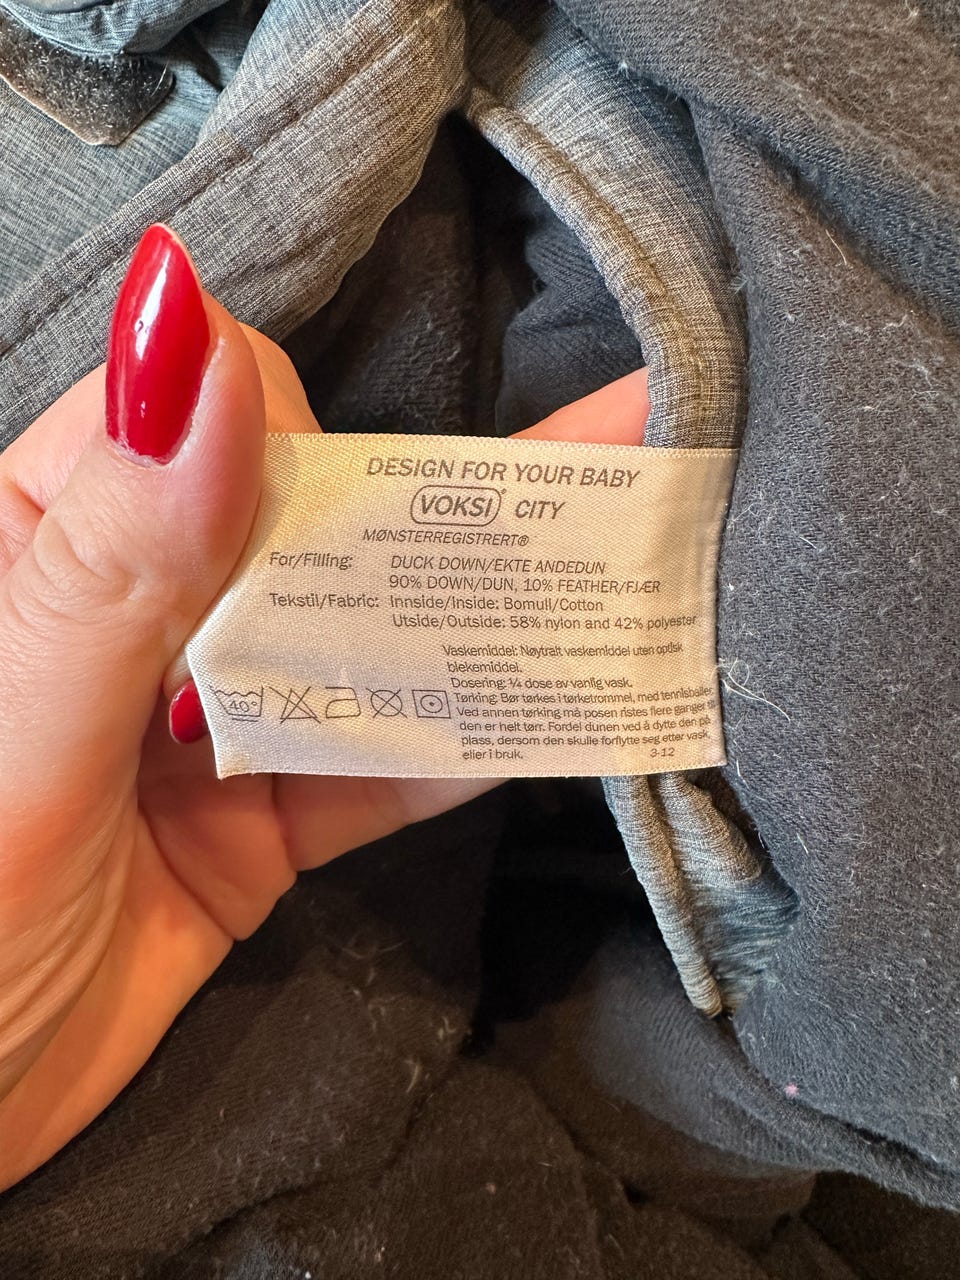 DESIGN FOR YOUR BABY
VOKSI® CITY
MØNSTERREGISTRERT®
For/Filling: DUCK DOWN/EKTE ANDEDUN
90% DOWN/DUN, 10% FEATHER/FJÆR
Tekstil/Fabric: Innside/Inside: Bomull/Cotton
Utside/Outside: 58% nylon and 42% polyester
Vaskemiddel: Nøytralt veskemiddel uten optisk
blekemiddel.
Dosering: ¼ dose av vanlig vask.
Tørking: Bør tørkes i tørketrommel, med tennisballer.
Ved annen tørking må posen ristes flere ganger til
den er helt tørr. Fordel dunen ved å dytte den på
plass, dersom den skulle forflytte seg etter vask,
eller i bruk.
3-12
40°